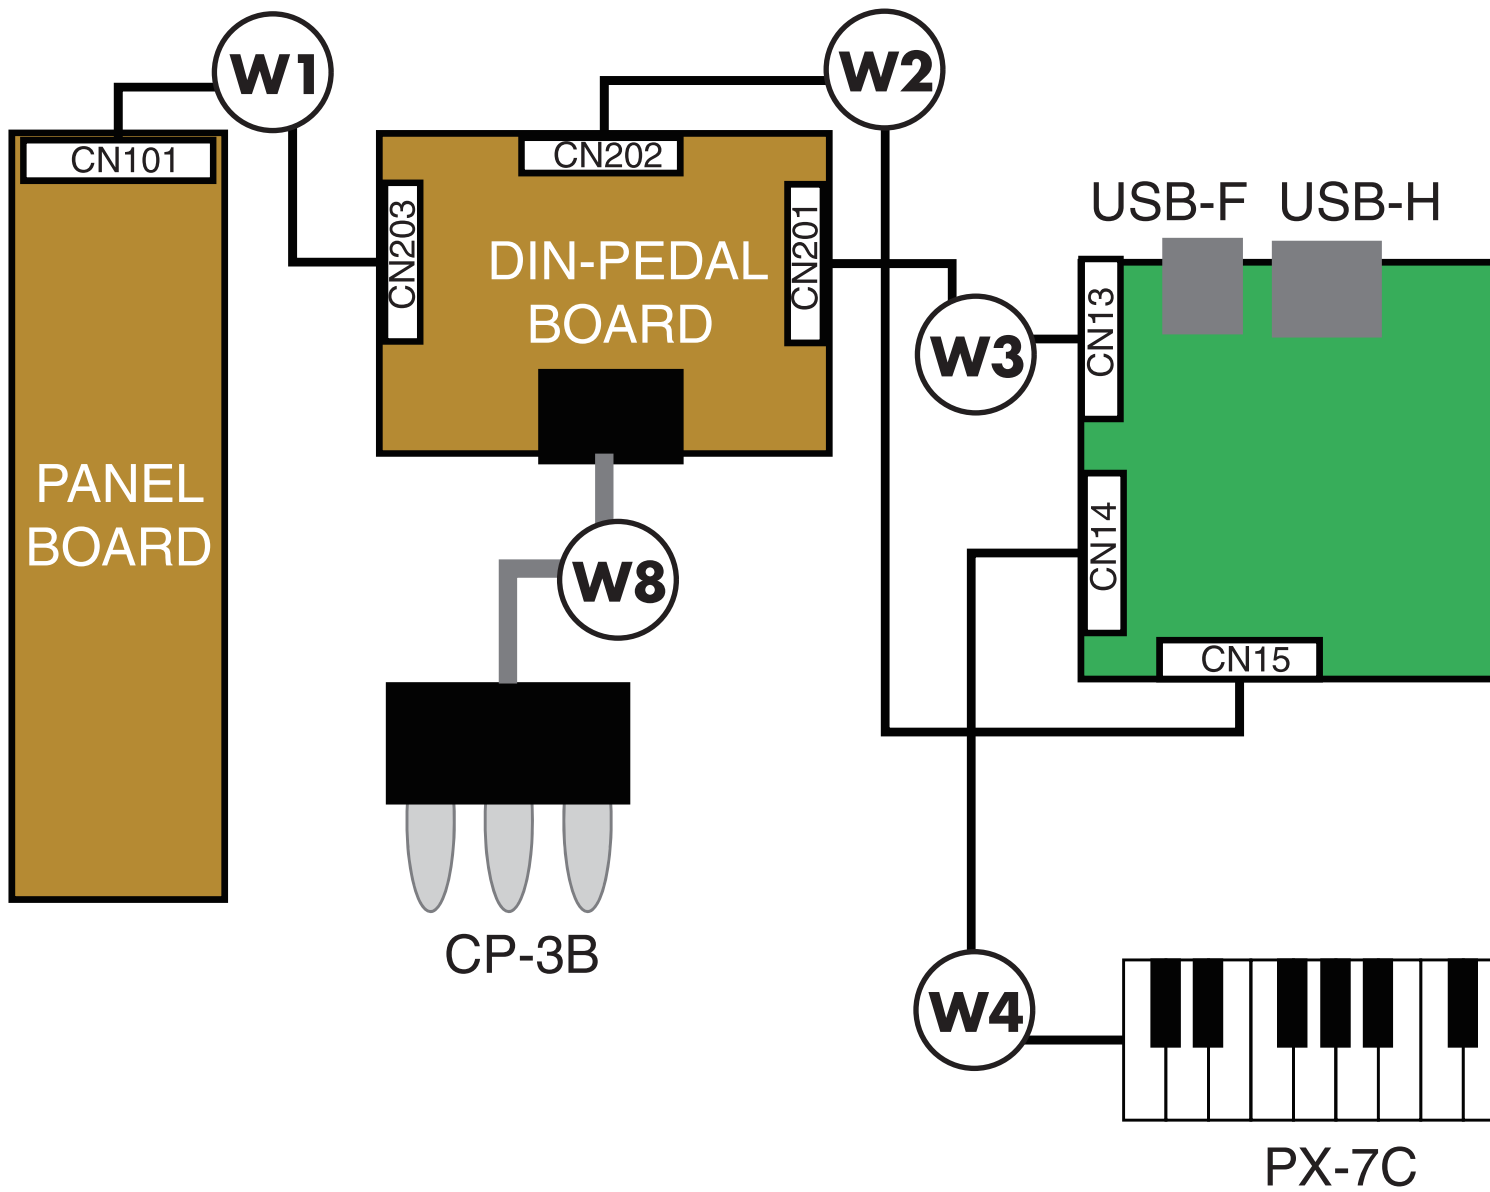 W1
W2
CN101
CN202
CN203
CN201
DIN-PEDAL
BOARD
USB-F
USB-H
CN13
W3
PANEL
BOARD
CN14
W8
CN15
CP-3B
W4
PX-7C